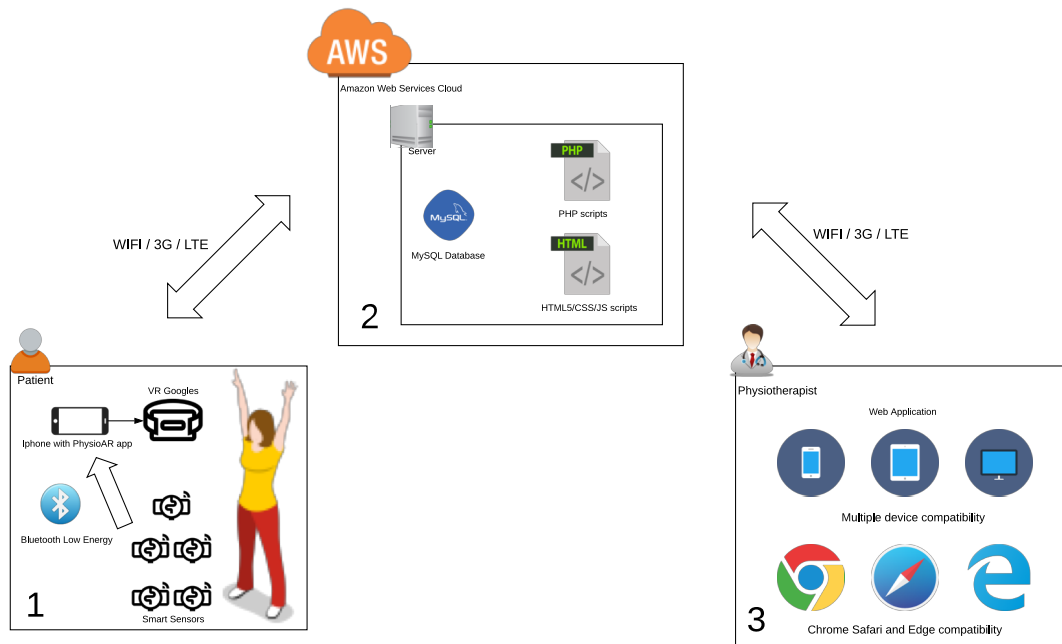 AWS
Amazon Web Services Cloud
Server
PHP
PHP scripts
MySQL
MySQL Database
HTML
HTML5/CSS/JS scripts
2
WIFI / 3G / LTE
WIFI / 3G / LTE
Patient
VR Googles
Iphone with PhysioAR app
Bluetooth Low Energy
Smart Sensors
1
Physiotherapist
Web Application
Multiple device compatibility
Chrome Safari and Edge compatibility
3